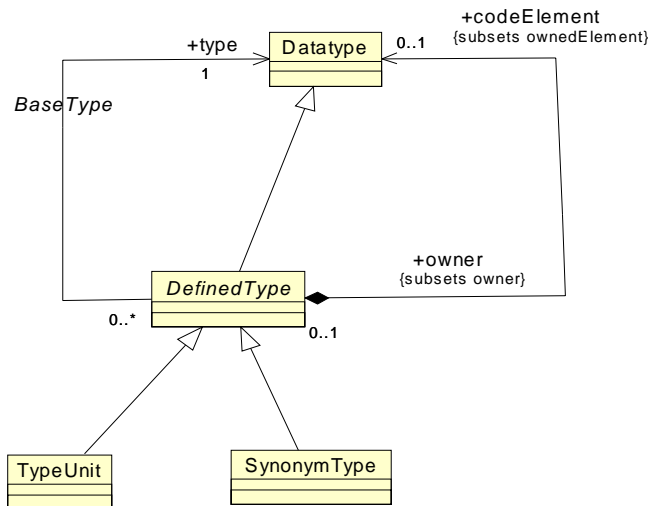 +codeElement
{subsets ownedElement}
+type
Datatype
0..1
1
BaseType
+owner
{subsets owner}
DefinedType
0..*
0..1
TypeUnit
SynonymType